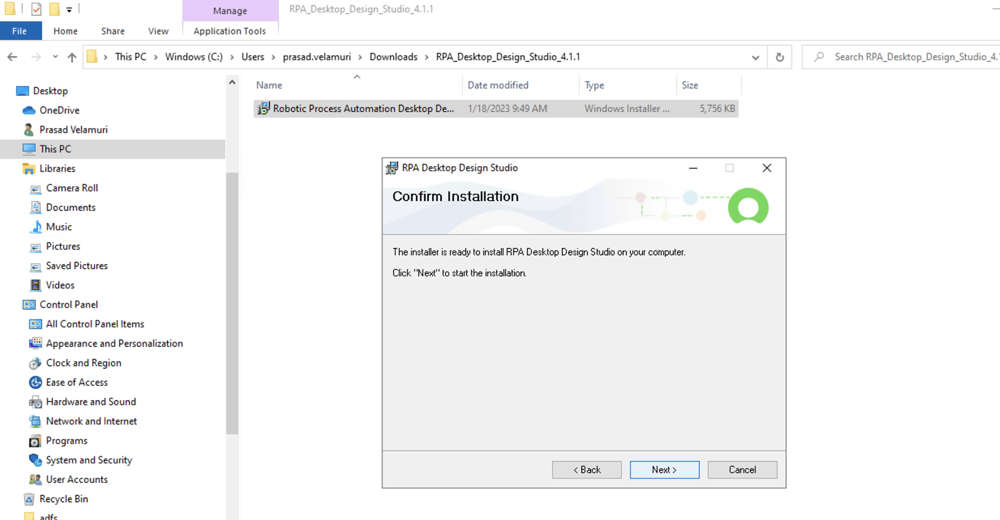 Manage
RPA_Desktop_Design_Studio_4.1.1
File
Home
Share
View
Application Tools
This PC
Windows (C:)
Users
prasad.velamuri
Downloads
RPA_Desktop_Design_Studio_4.1.1
Search RPA_Desktop_Design_Studio_4.1
Name
Date modified
Type
Size
Robotic Process Automation Desktop De...
1/18/2023 9:49 AM
Windows Installer ...
5,756 KB
Desktop
OneDrive
Prasad Velamuri
This PC
Libraries
Camera Roll
Documents
Music
Pictures
Saved Pictures
Videos
Control Panel
All Control Panel Items
Appearance and Personalization
Clock and Region
Ease of Access
Hardware and Sound
Network and Internet
Programs
System and Security
User Accounts
Recycle Bin
adfs
RPA Desktop Design Studio
Confirm Installation
The installer is ready to install RPA Desktop Design Studio on your computer.
Click "Next" to start the installation.
< Back
Next >
Cancel